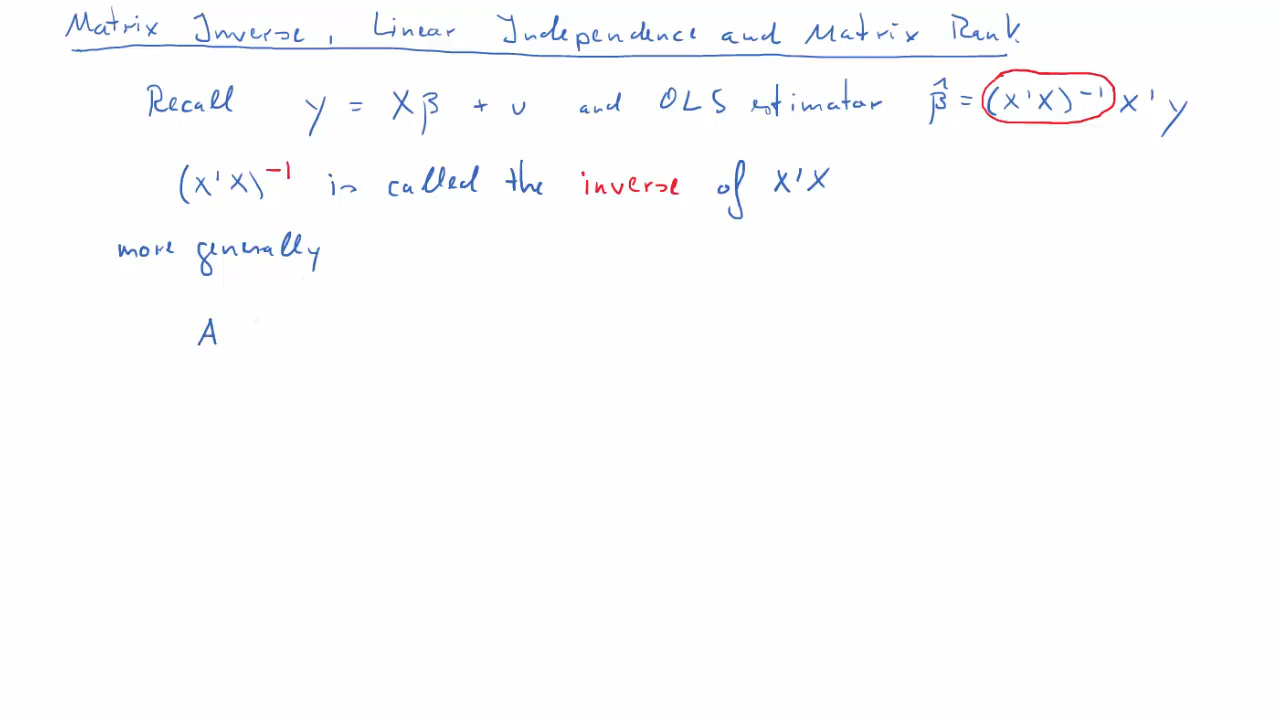 Matrix Inverse, Linear Independence and Matrix Rank
Recall y = Xβ + u and OLS estimator β̂ = (X'X)⁻¹ X'y
(X'X)⁻¹ is called the inverse of X'X
more generally
A